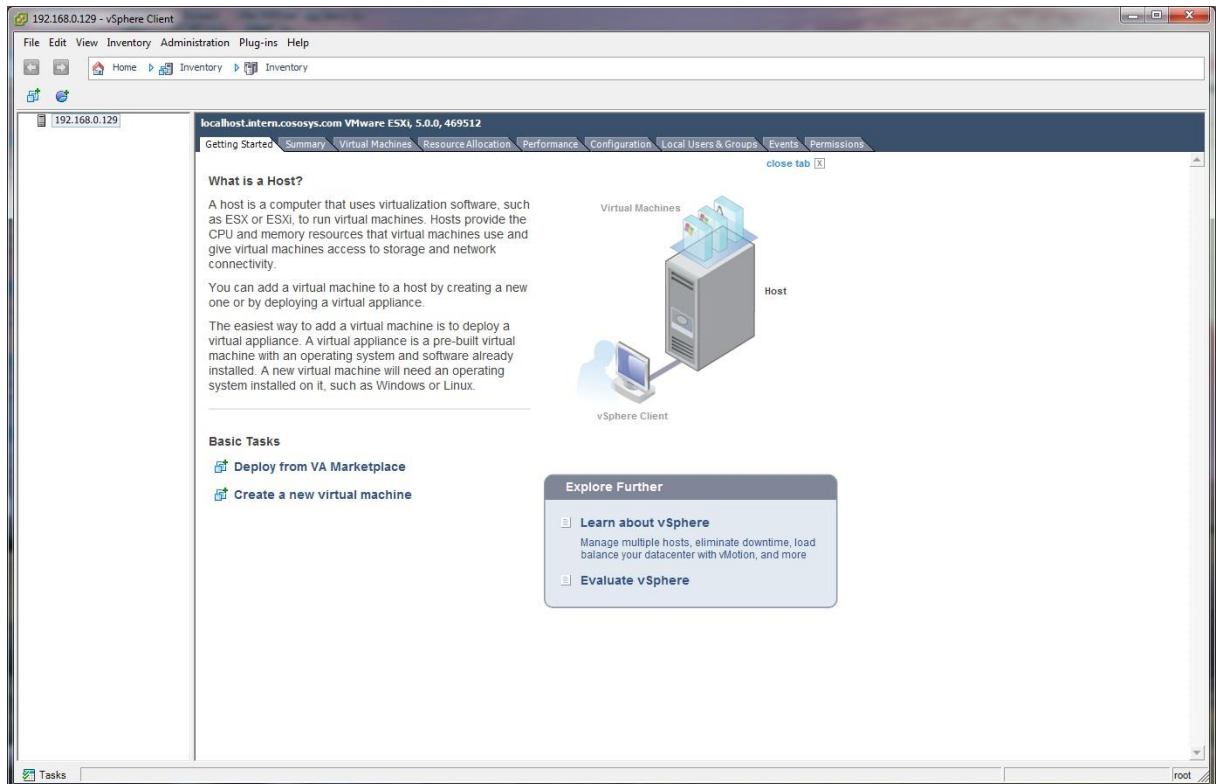 192.168.0.129 - vSphere Client
File Edit View Inventory Administration Plug-ins Help
Home Inventory Inventory
192.168.0.129
localhost.intern.cososys.com VMware ESXi, 5.0.0, 469512
Getting Started Summary Virtual Machines Resource Allocation Performance Configuration Local Users & Groups Events Permissions
close tab X
What is a Host?
A host is a computer that uses virtualization software, such
as ESX or ESXi, to run virtual machines. Hosts provide the
CPU and memory resources that virtual machines use and
give virtual machines access to storage and network
connectivity.
You can add a virtual machine to a host by creating a new
one or by deploying a virtual appliance.
The easiest way to add a virtual machine is to deploy a
virtual appliance. A virtual appliance is a pre-built virtual
machine with an operating system and software already
installed. A new virtual machine will need an operating
system installed on it, such as Windows or Linux.
Virtual Machines
Host
vSphere Client
Basic Tasks
Deploy from VA Marketplace
Create a new virtual machine
Explore Further
Learn about vSphere
Manage multiple hosts, eliminate downtime, load
balance your datacenter with vMotion, and more
Evaluate vSphere
Tasks
root